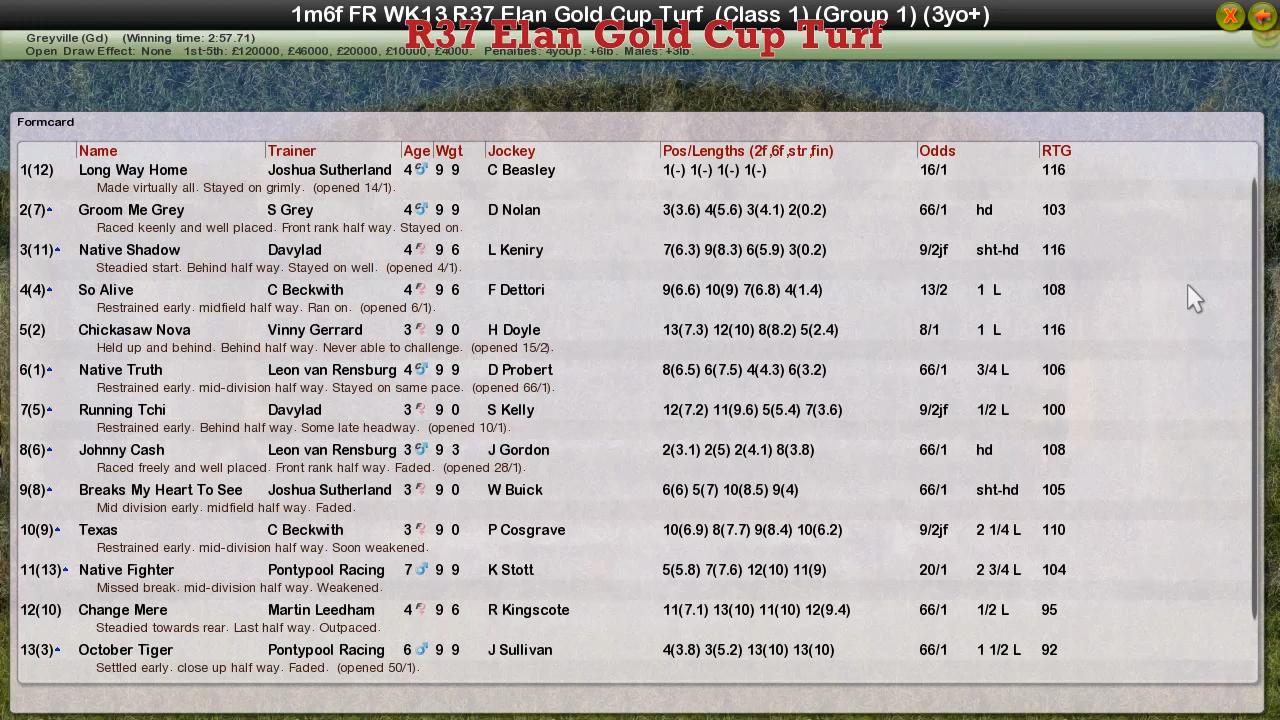 1m6f FR WK13 R37 Elan Gold Cup Turf (Class 1) (Group 1) (3yo+)
R37 Elan Gold Cup Turf
Greyville (Gd) (Winning time: 2:57.71)
Open Draw Effect: None 1st-5th: £120000, £46000, £20000, £10000, £4000. Penalties: 4yoUp: +6lb. Males: +3lb.
X
Formcard
Name Trainer Age Wgt Jockey Pos/Lengths (2f,6f,str,fin) Odds RTG
1(12) Long Way Home Joshua Sutherland 4 9 9 C Beasley 1(-) 1(-) 1(-) 1(-) 16/1 116
Made virtually all. Stayed on grimly. (opened 14/1).
2(7) Groom Me Grey S Grey 4 9 9 D Nolan 3(3.6) 4(5.6) 3(4.1) 2(0.2) 66/1 hd 103
Raced keenly and well placed. Front rank half way. Stayed on.
3(11) Native Shadow Davylad 4 9 6 L Keniry 7(6.3) 9(8.3) 6(5.9) 3(0.2) 9/2jf sht-hd 116
Steadied start. Behind half way. Stayed on well. (opened 4/1).
4(4) So Alive C Beckwith 4 9 6 F Dettori 9(6.6) 10(9) 7(6.8) 4(1.4) 13/2 1 L 108
Restrained early. midfield half way. Ran on. (opened 6/1).
5(2) Chickasaw Nova Vinny Gerrard 3 9 0 H Doyle 13(7.3) 12(10) 8(8.2) 5(2.4) 8/1 1 L 116
Held up and behind. Behind half way. Never able to challenge. (opened 15/2).
6(1) Native Truth Leon van Rensburg 4 9 9 D Probert 8(6.5) 6(7.5) 4(4.3) 6(3.2) 66/1 3/4 L 106
Restrained early. mid-division half way. Stayed on same pace. (opened 66/1).
7(5) Running Tchi Davylad 3 9 0 S Kelly 12(7.2) 11(9.6) 5(5.4) 7(3.6) 9/2jf 1/2 L 100
Restrained early. Behind half way. Some late headway. (opened 10/1).
8(6) Johnny Cash Leon van Rensburg 3 9 3 J Gordon 2(3.1) 2(5) 2(4.1) 8(3.8) 66/1 hd 108
Raced freely and well placed. Front rank half way. Faded. (opened 28/1).
9(8) Breaks My Heart To See Joshua Sutherland 3 9 0 W Buick 6(6) 5(7) 10(8.5) 9(4) 66/1 sht-hd 105
Mid division early. midfield half way. Faded.
10(9) Texas C Beckwith 3 9 0 P Cosgrave 10(6.9) 8(7.7) 9(8.4) 10(6.2) 9/2jf 2 1/4 L 110
Restrained early. mid-division half way. Soon weakened.
11(13) Native Fighter Pontypool Racing 7 9 9 K Stott 5(5.8) 7(7.6) 12(10) 11(9) 20/1 2 3/4 L 104
Missed break. mid-division half way. Weakened.
12(10) Change Mere Martin Leedham 4 9 6 R Kingscote 11(7.1) 13(10) 11(10) 12(9.4) 66/1 1/2 L 95
Steadied towards rear. Last half way. Outpaced.
13(3) October Tiger Pontypool Racing 6 9 9 J Sullivan 4(3.8) 3(5.2) 13(10) 13(10) 66/1 1 1/2 L 92
Settled early. close up half way. Faded. (opened 50/1).